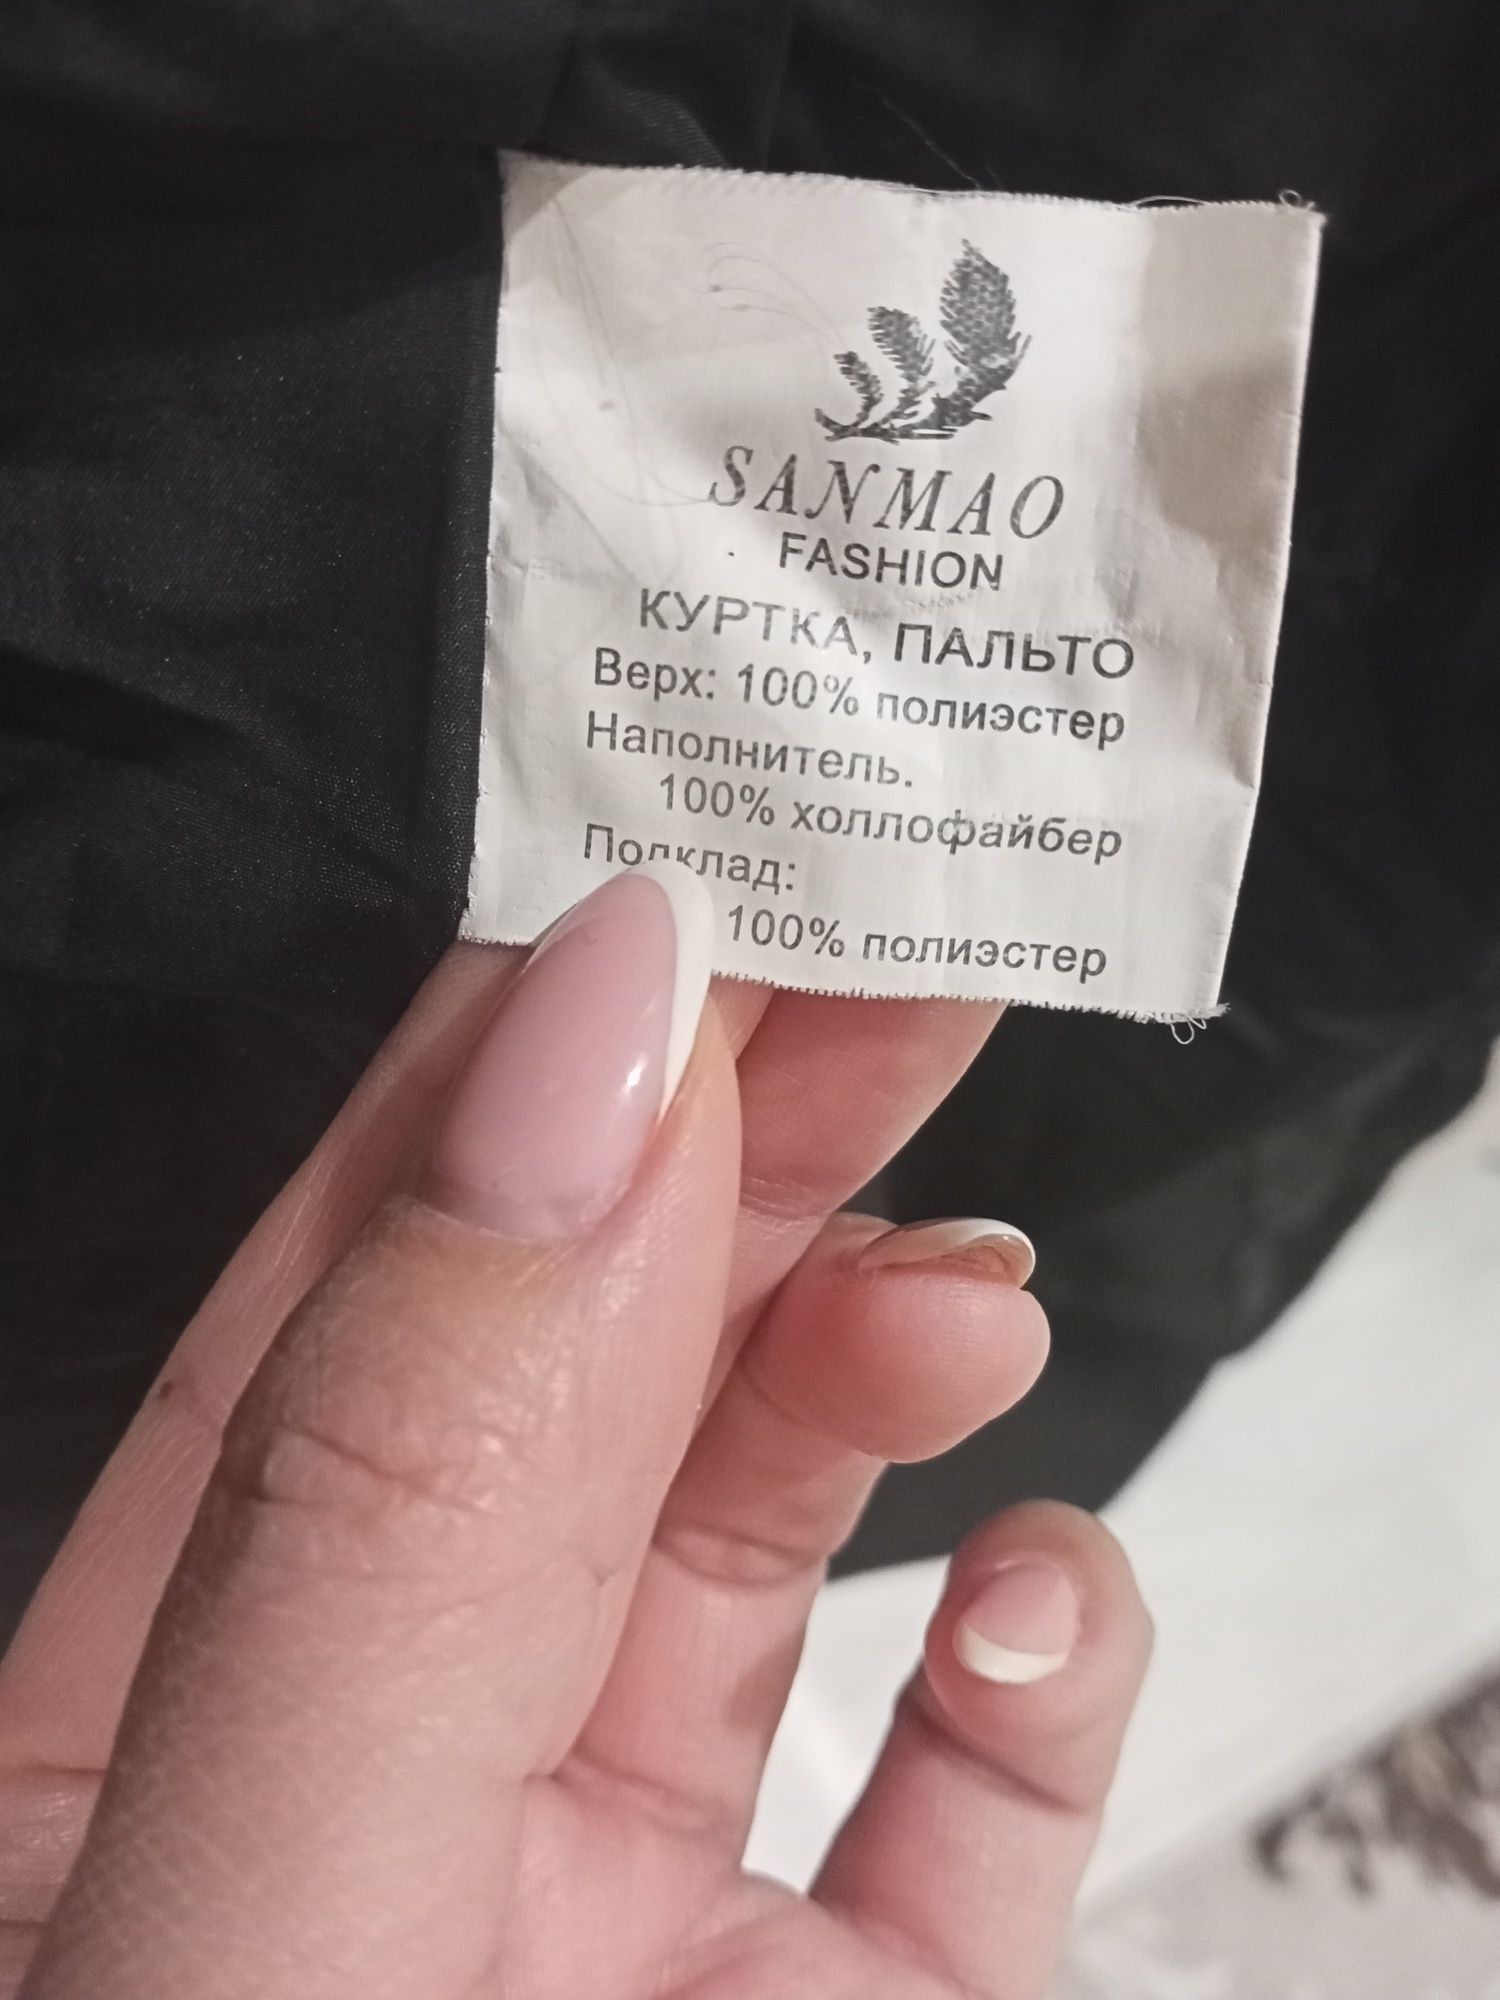 SANMAO
FASHION
КУРТКА, ПАЛЬТО
Верх: 100% полиэстер
Наполнитель.
100% холлофайбер
Подклад:
100% полиэстер